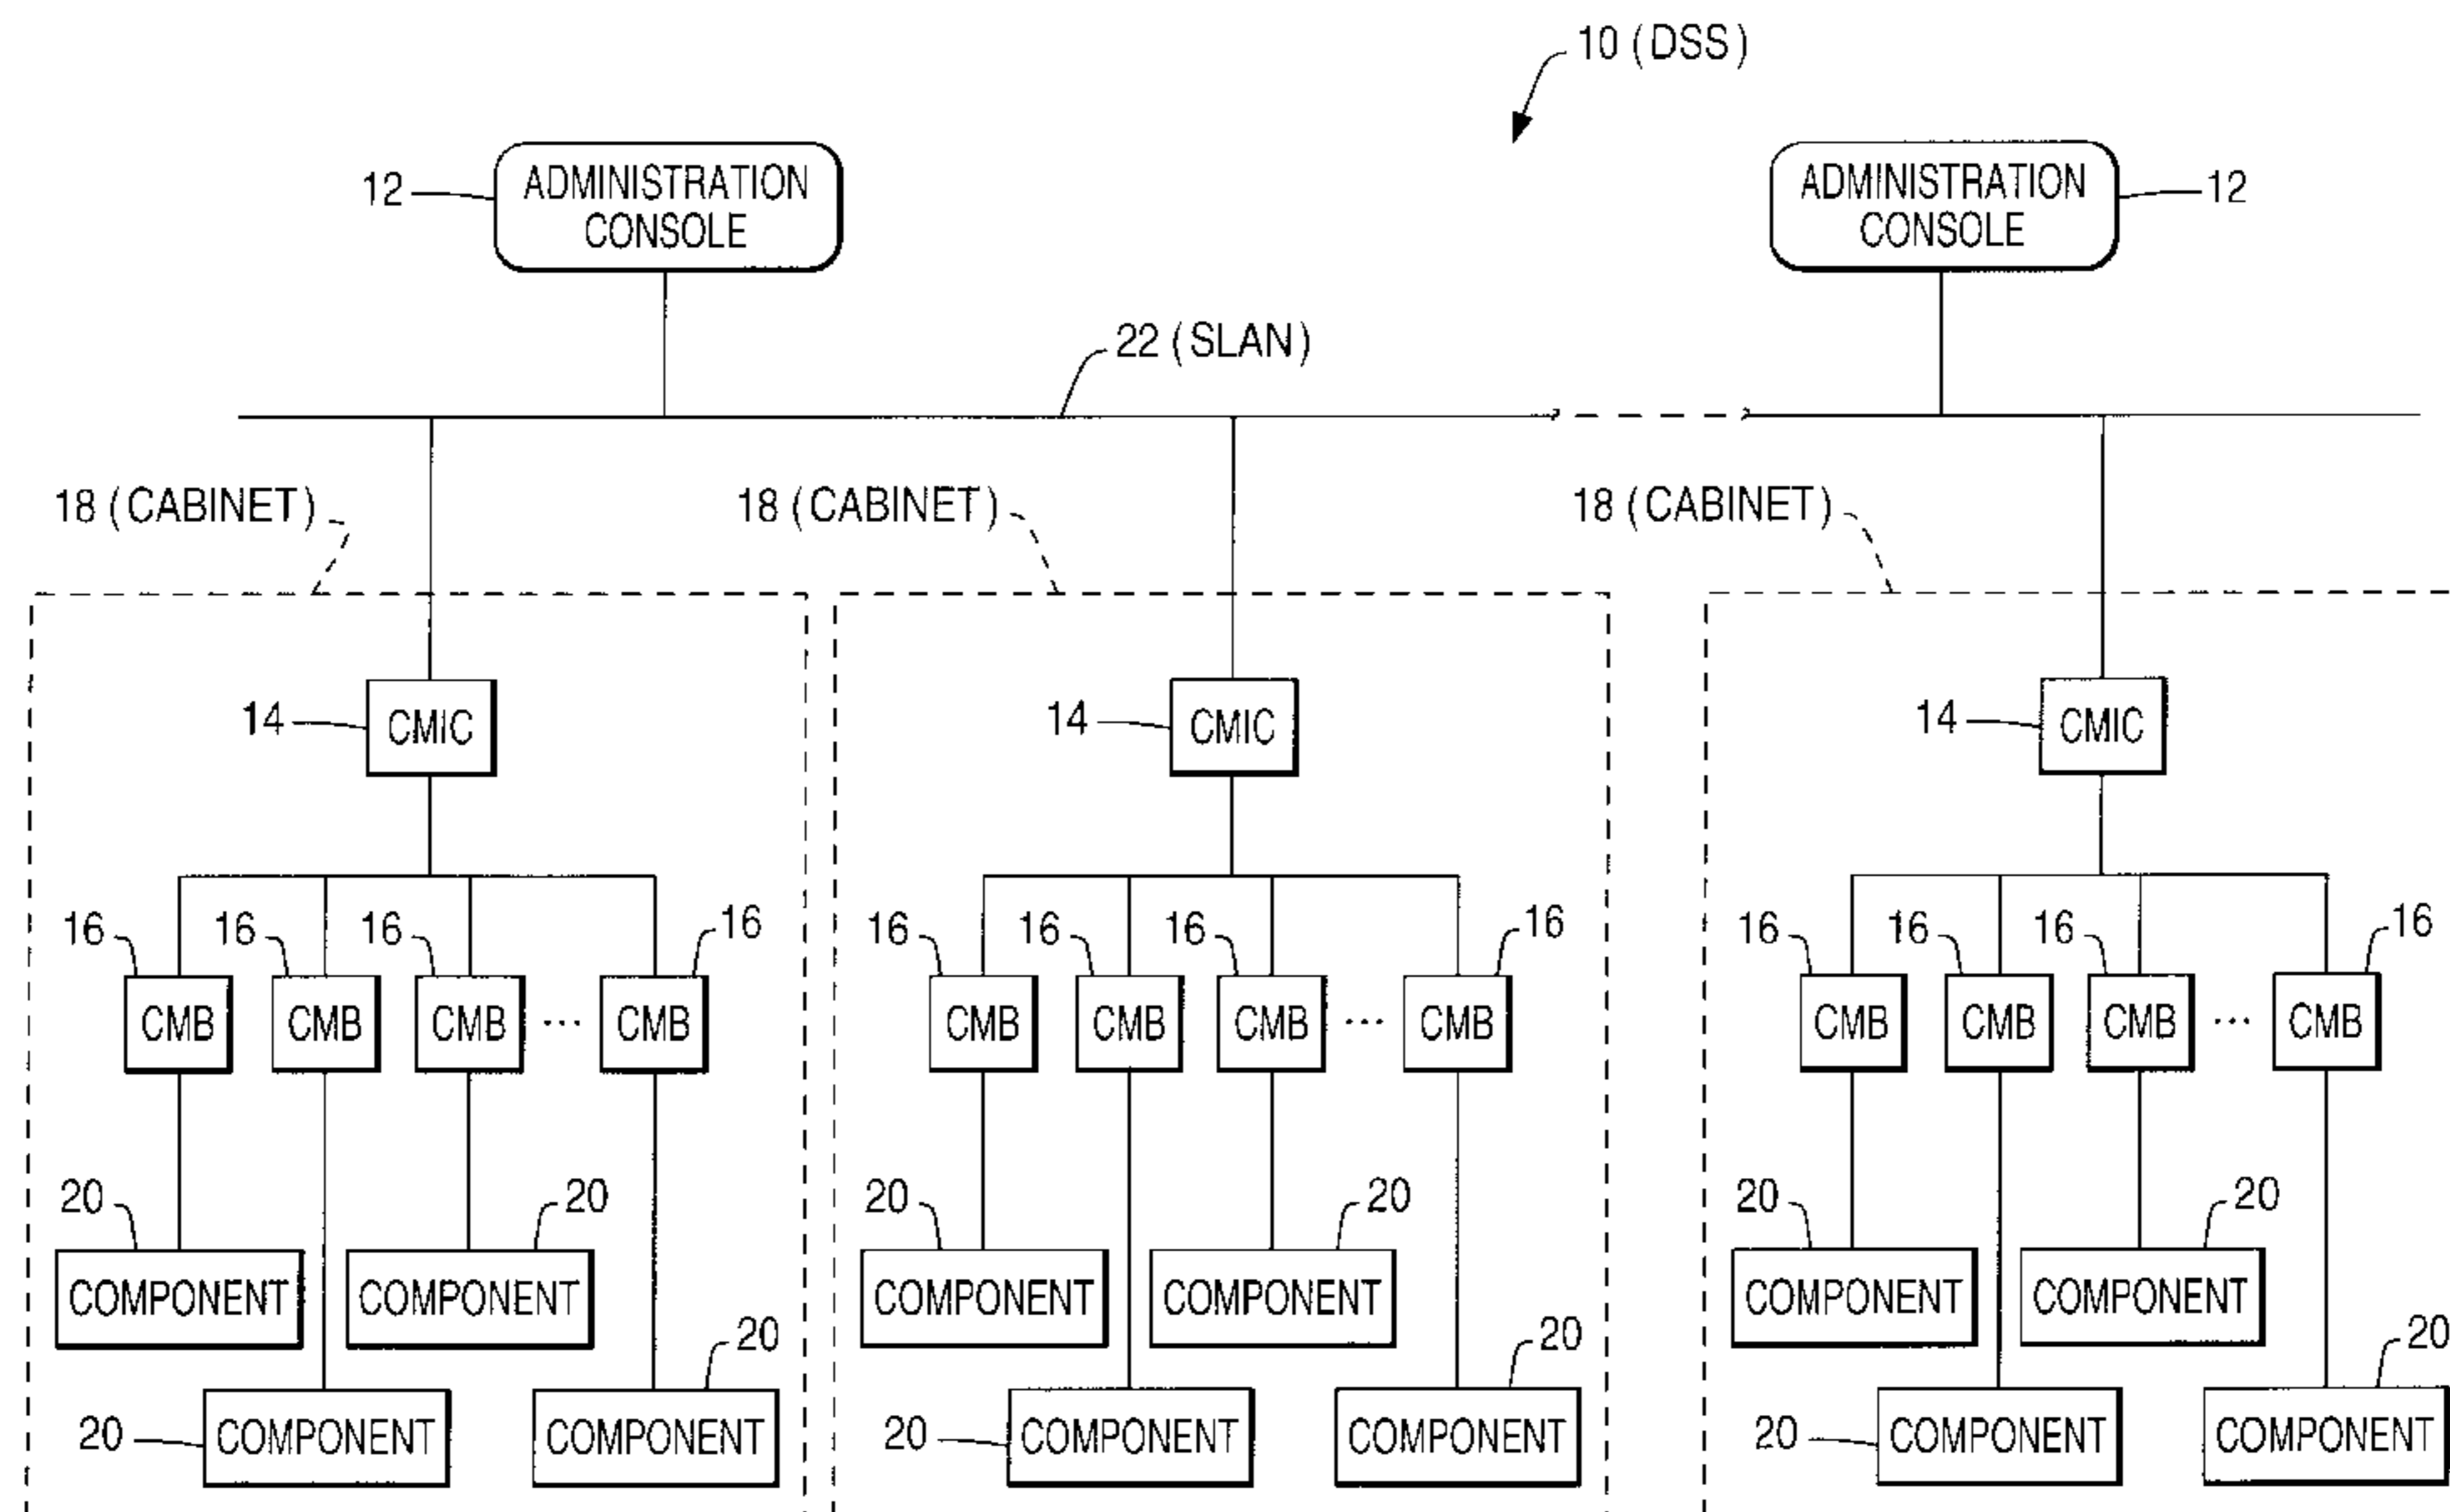 10 (DSS)
12 ADMINISTRATION CONSOLE
ADMINISTRATION CONSOLE 12
22 (SLAN)
18 (CABINET) 18 (CABINET) 18 (CABINET)
14 CMIC 14 CMIC 14 CMIC
16 16 16 16 16 16 16 16 16 16 16 16
CMB CMB CMB ... CMB CMB CMB CMB ... CMB CMB CMB CMB ... CMB
20 20 20 20 20 20
COMPONENT COMPONENT COMPONENT COMPONENT COMPONENT COMPONENT
20 20 20
20 COMPONENT COMPONENT 20 COMPONENT COMPONENT 20 COMPONENT COMPONENT